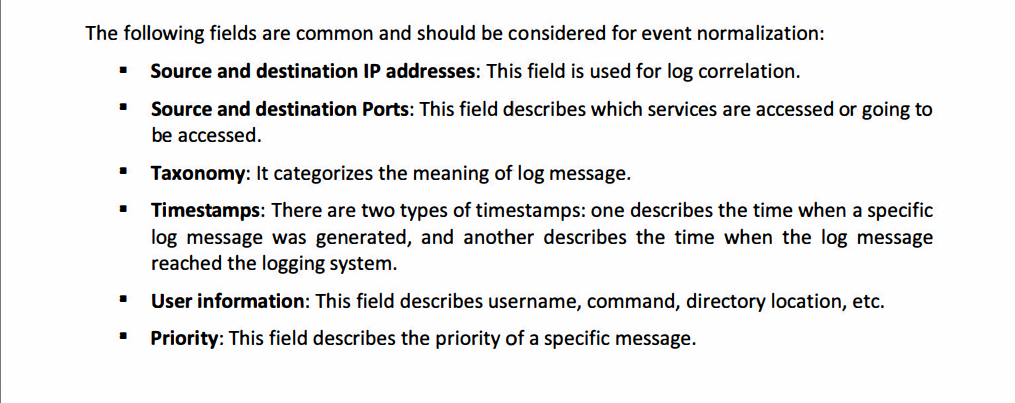 The following fields are common and should be considered for event normalization:
▪ Source and destination IP addresses: This field is used for log correlation.
▪ Source and destination Ports: This field describes which services are accessed or going to
be accessed.
▪ Taxonomy: It categorizes the meaning of log message.
▪ Timestamps: There are two types of timestamps: one describes the time when a specific
log message was generated, and another describes the time when the log message
reached the logging system.
▪ User information: This field describes username, command, directory location, etc.
▪ Priority: This field describes the priority of a specific message.